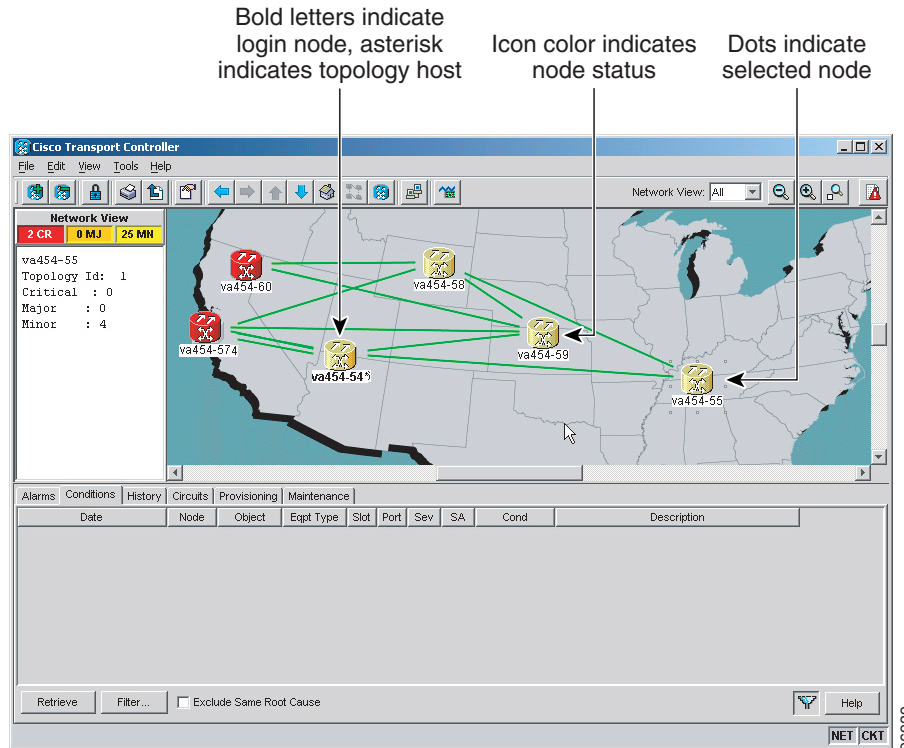 Bold letters indicate
login node, asterisk
indicates topology host
Icon color indicates
node status
Dots indicate
selected node
Cisco Transport Controller
File Edit View Tools Help
Network View: All
Network View
2 CR 0 MJ 25 MN
va454-55
Topology Id: 1
Critical : 0
Major : 0
Minor : 4
va454-60
va454-58
va454-574
va454-59
va454-54*
va454-55
Alarms Conditions History Circuits Provisioning Maintenance
Date Node Object Eqpt Type Slot Port Sev SA Cond Description
Retrieve Filter... Exclude Same Root Cause Help
NET CKT